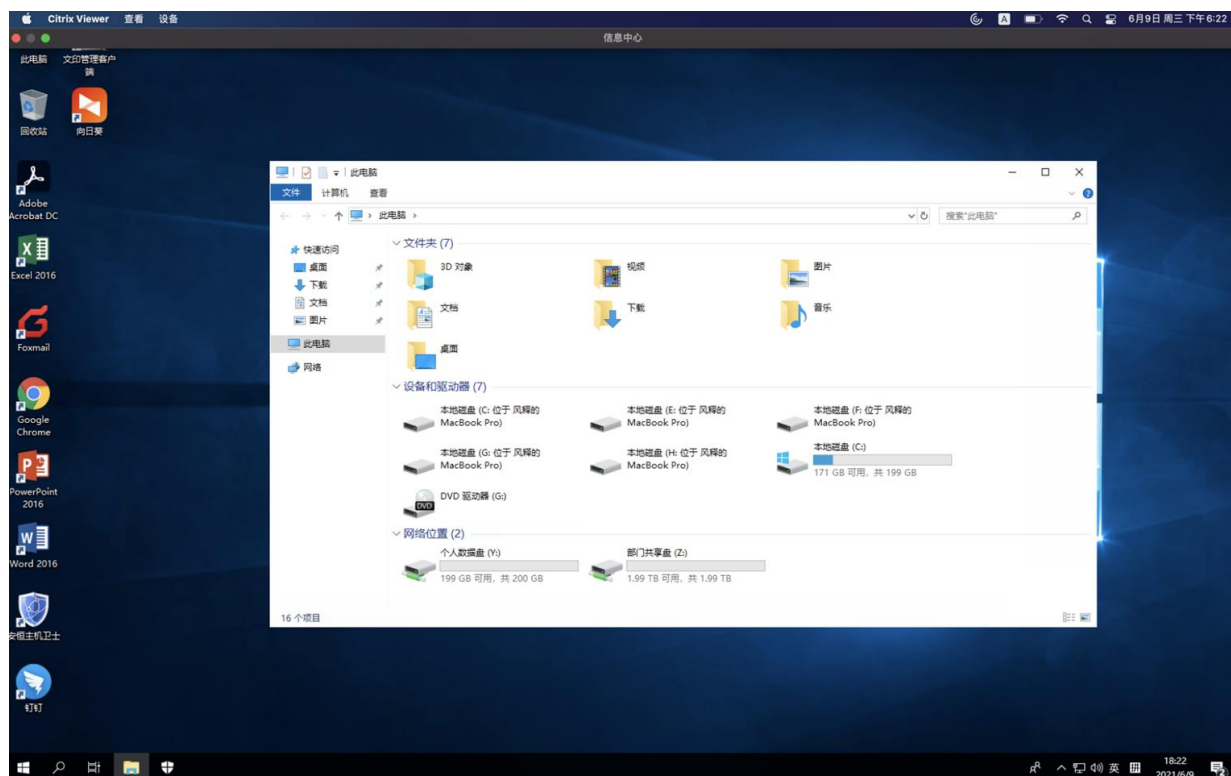 Citrix Viewer 查看 设备
A
6月9日 周三 下午6:22
信息中心
此电脑
文印管理客户
端
回收站
向日葵
Adobe
Acrobat DC
Excel 2016
Foxmail
Google
Chrome
PowerPoint
2016
Word 2016
安恒主机卫士
钉钉
此电脑
文件 计算机 查看
此电脑
搜索"此电脑"
快速访问
桌面
下载
文档
图片
此电脑
网络
文件夹 (7)
3D 对象
视频
图片
文档
下载
音乐
桌面
设备和驱动器 (7)
本地磁盘 (C: 位于 风释的
MacBook Pro)
本地磁盘 (E: 位于 风释的
MacBook Pro)
本地磁盘 (F: 位于 风释的
MacBook Pro)
本地磁盘 (G: 位于 风释的
MacBook Pro)
本地磁盘 (H: 位于 风释的
MacBook Pro)
本地磁盘 (C:)
171 GB 可用, 共 199 GB
DVD
DVD 驱动器 (G:)
网络位置 (2)
个人数据盘 (Y:)
199 GB 可用, 共 200 GB
部门共享盘 (Z:)
1.99 TB 可用, 共 1.99 TB
16 个项目
英
18:22
2021/6/9